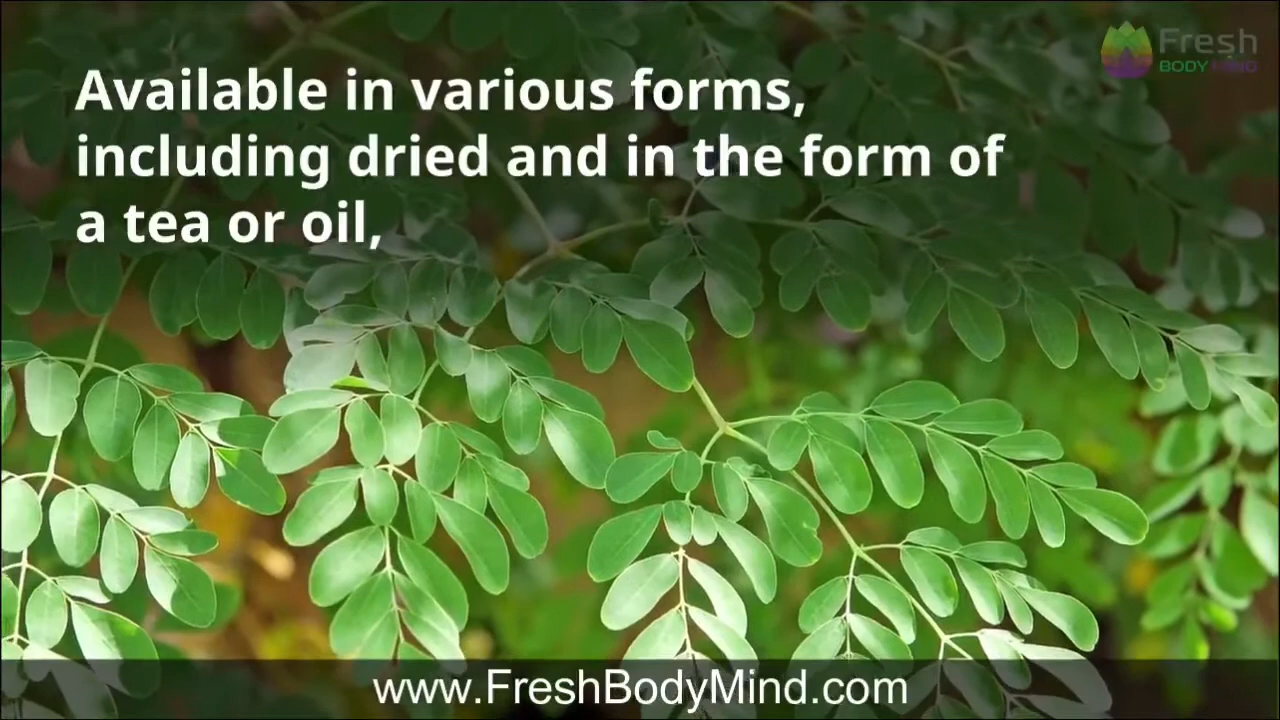 Fresh
BODY MIND
Available in various forms,
including dried and in the form of
a tea or oil,
www.FreshBodyMind.com